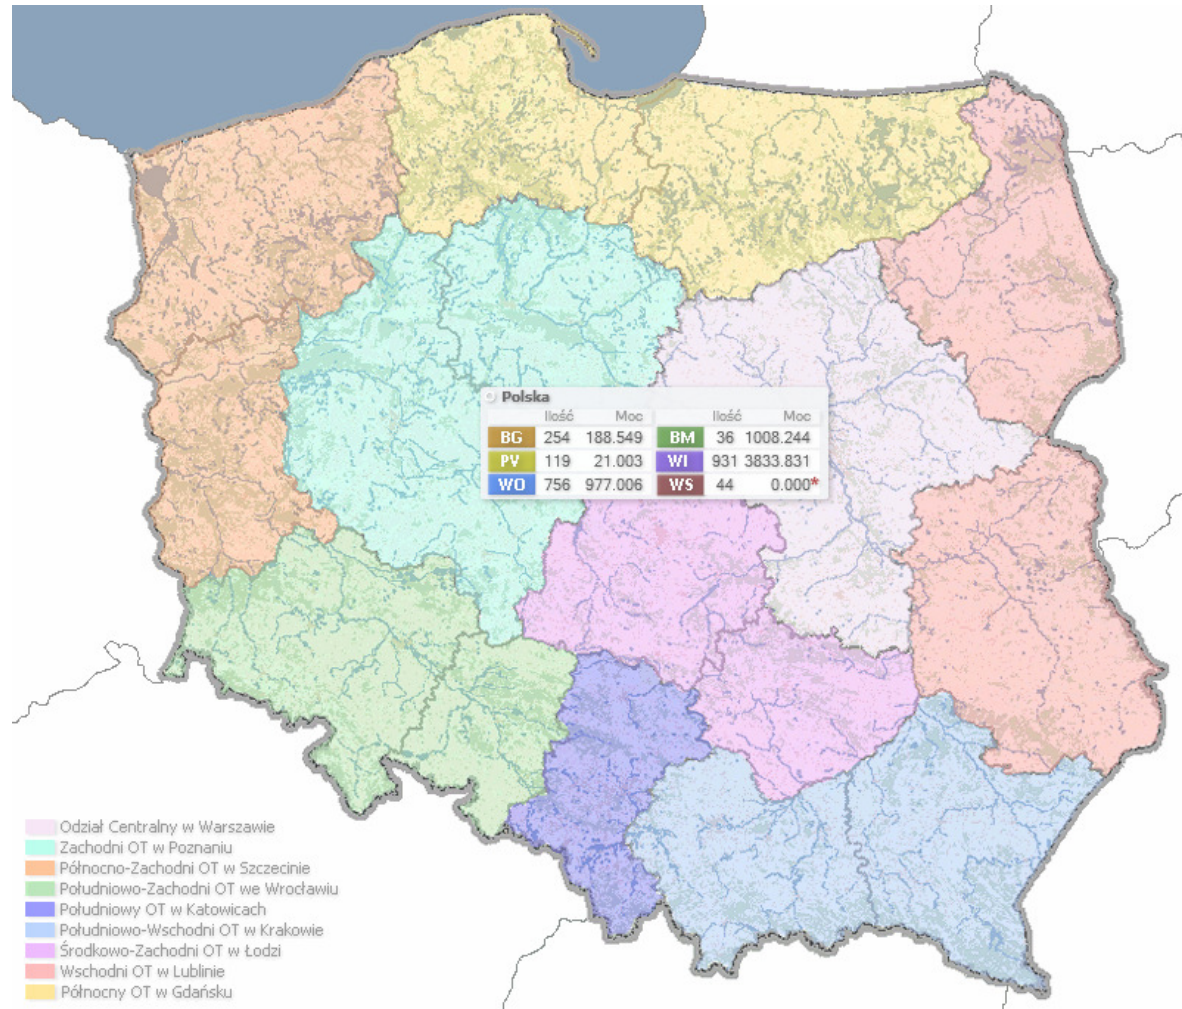 Polska
Ilość Moc Ilość Moc
BG 254 188.549 BM 36 1008.244
PV 119 21.003 WI 931 3833.831
WO 756 977.006 WS 44 0.000*
Odział Centralny w Warszawie
Zachodni OT w Poznaniu
Północno-Zachodni OT w Szczecinie
Południowo-Zachodni OT we Wrocławiu
Południowy OT w Katowicach
Południowo-Wschodni OT w Krakowie
Środkowo-Zachodni OT w Łodzi
Wschodni OT w Lublinie
Północny OT w Gdańsku